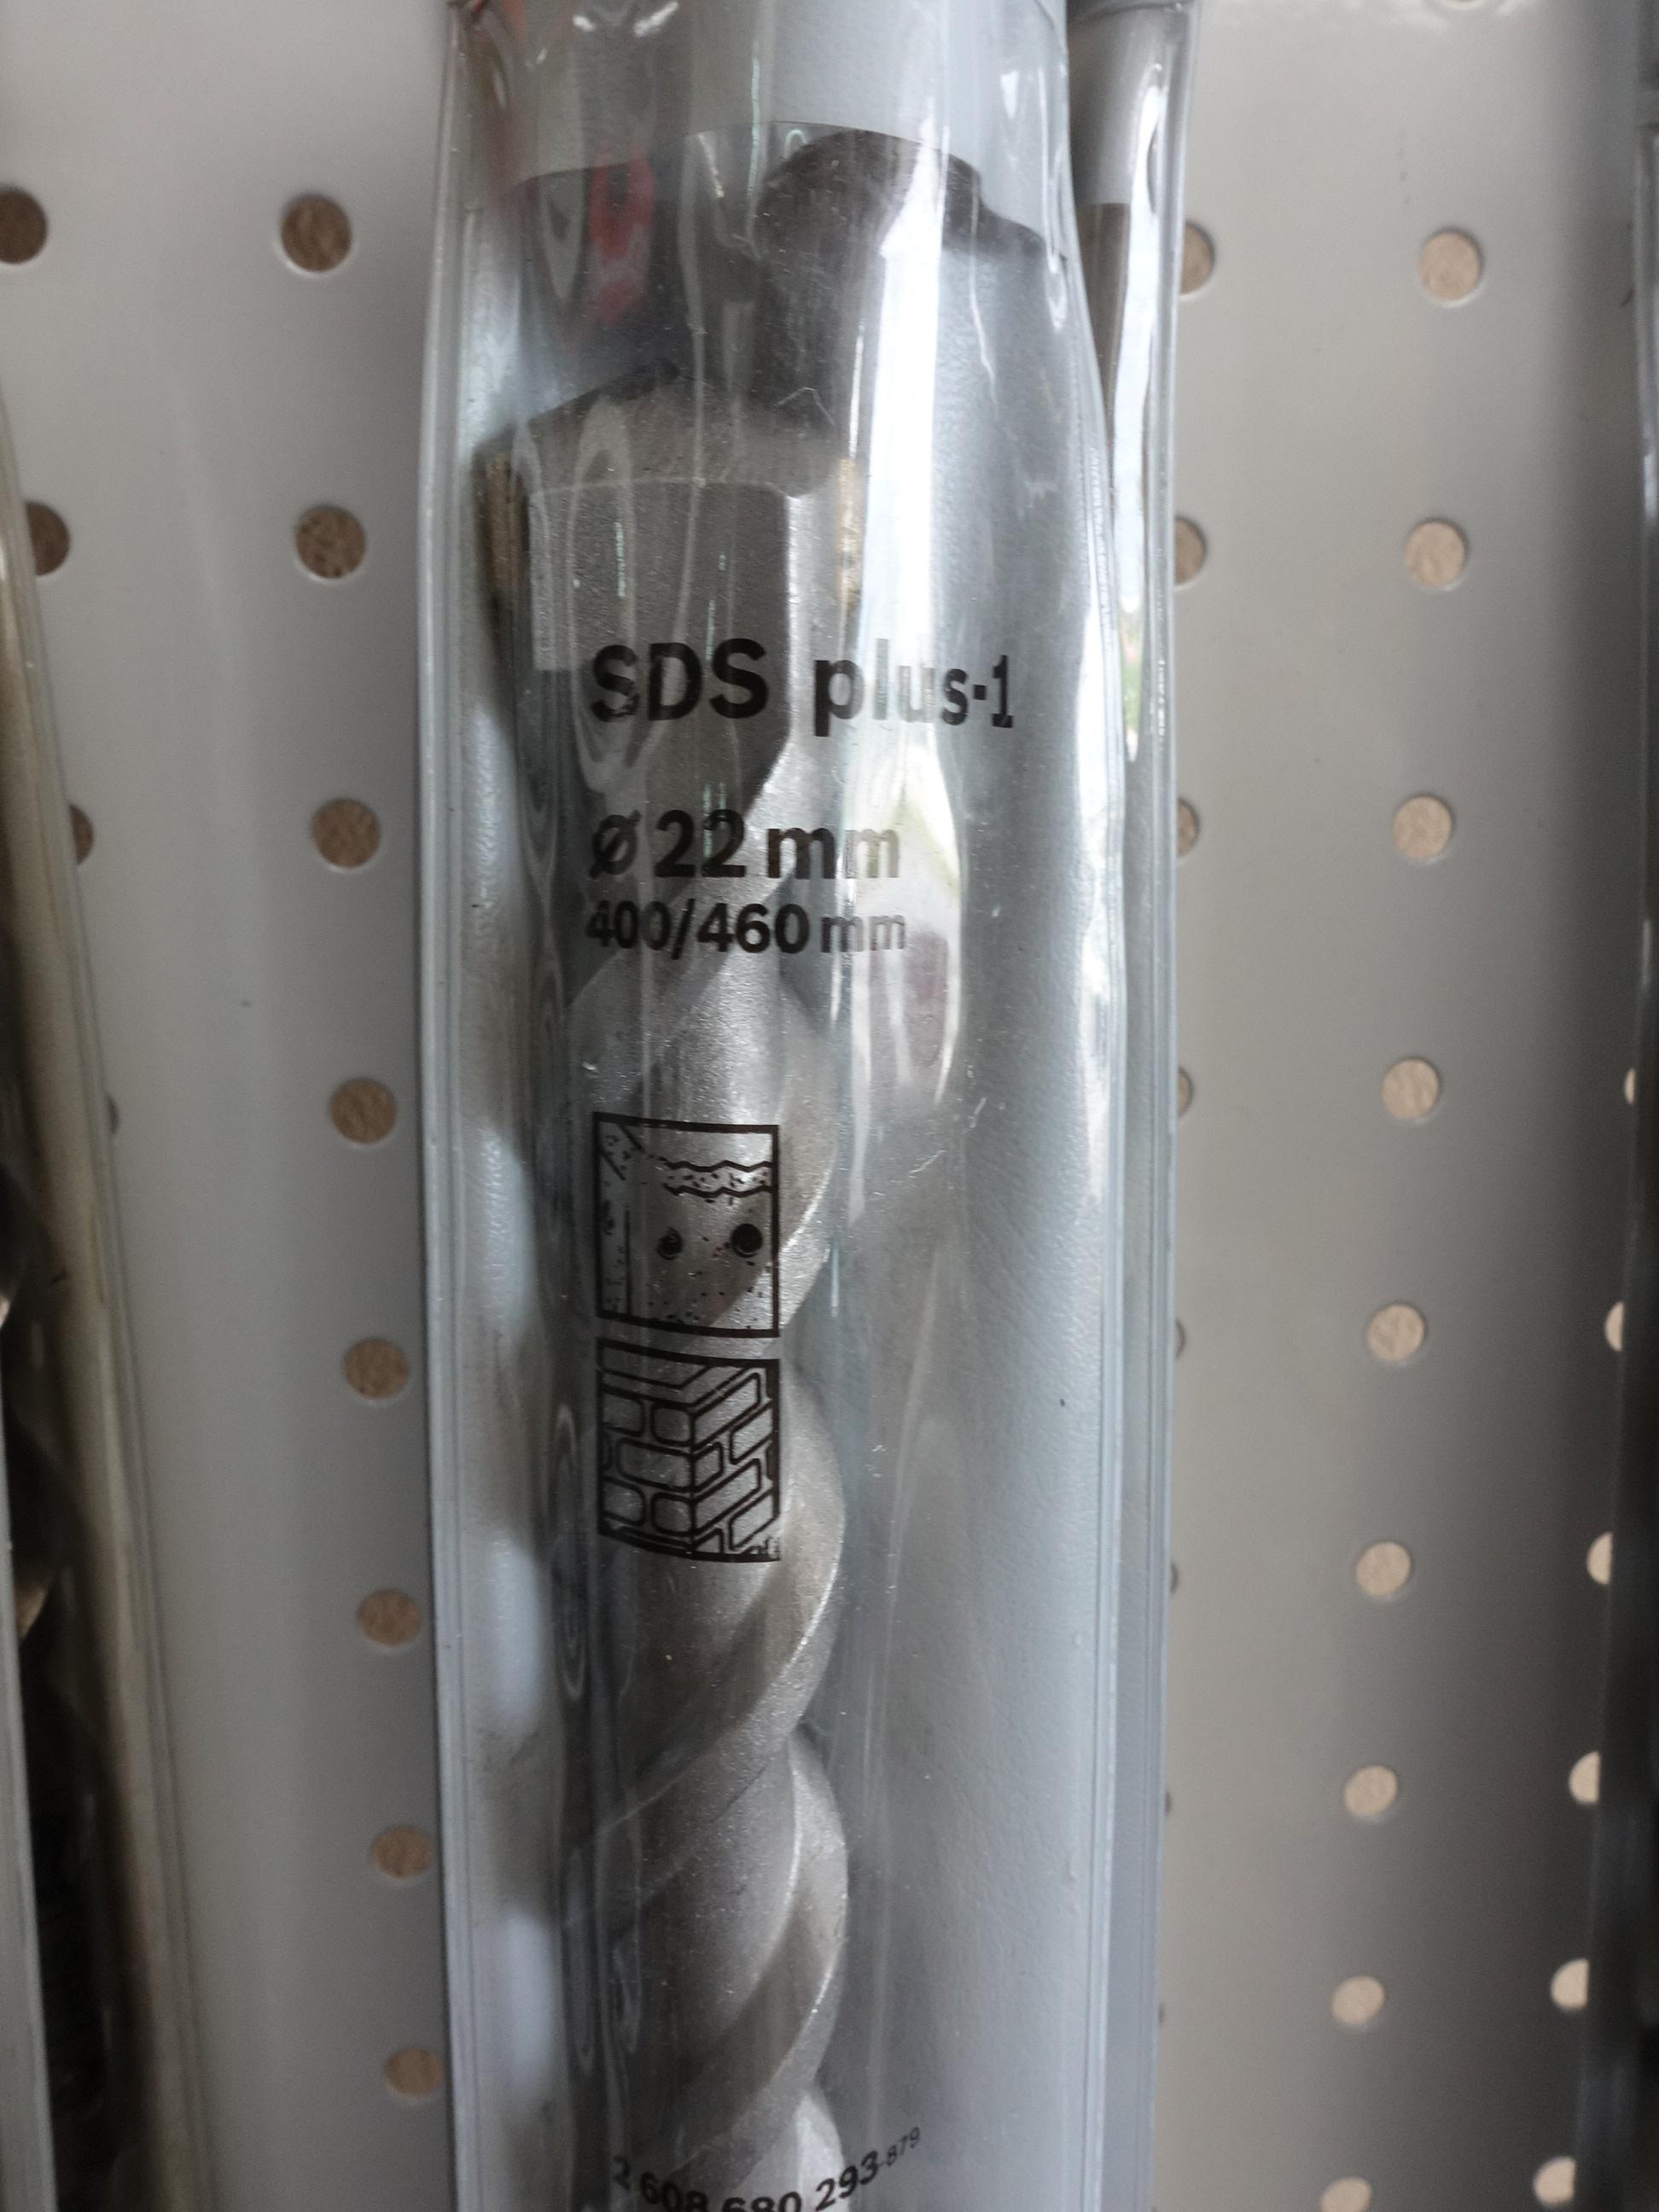 SDS plus-1
ø 22 mm
400/460 mm
2 608 680 293-879